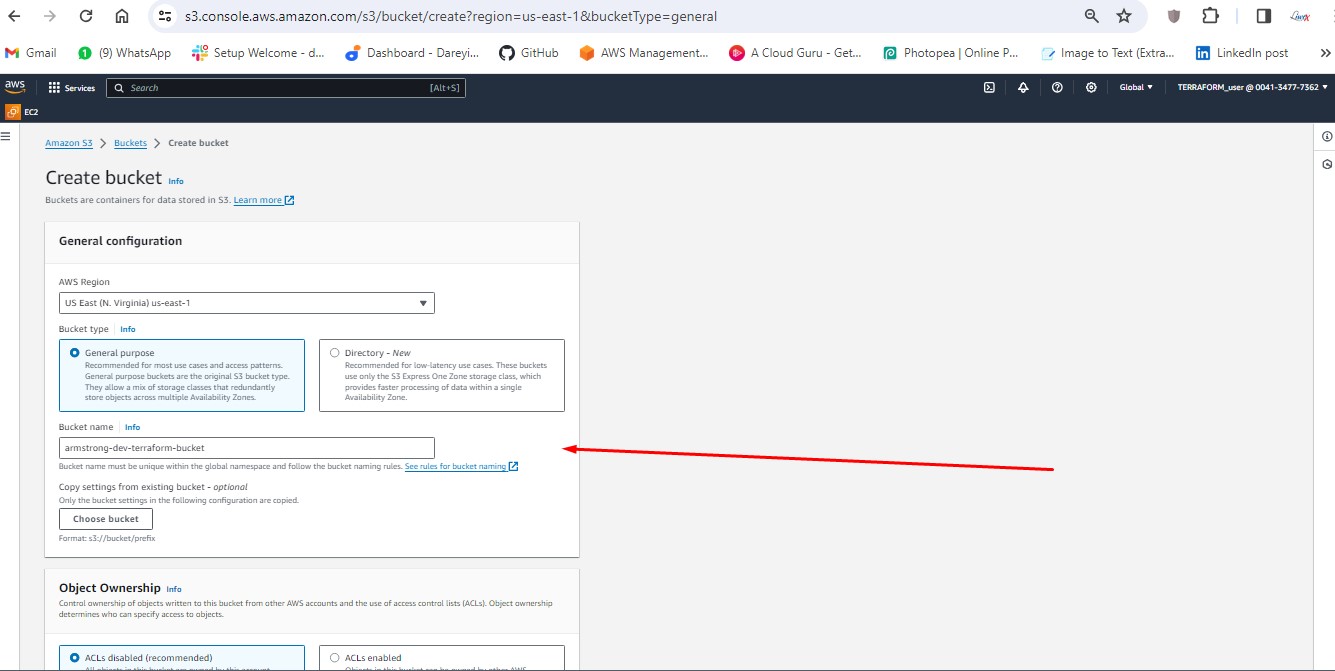 s3.console.aws.amazon.com/s3/bucket/create?region=us-east-1&bucketType=general
Gmail (9) WhatsApp Setup Welcome - d... Dashboard - Dareyi... GitHub AWS Management... A Cloud Guru - Get... Photopea | Online P... Image to Text (Extra... LinkedIn post
aws Services Search [Alt+S] Global TERRAFORM_user @ 0041-3477-7362
EC2
Amazon S3 > Buckets > Create bucket
Create bucket Info
Buckets are containers for data stored in S3. Learn more
General configuration
AWS Region
US East (N. Virginia) us-east-1
Bucket type Info
General purpose
Recommended for most use cases and access patterns.
General purpose buckets are the original S3 bucket type.
They allow a mix of storage classes that redundantly
store objects across multiple Availability Zones.
Directory - New
Recommended for low-latency use cases. These buckets
use only the S3 Express One Zone storage class, which
provides faster processing of data within a single
Availability Zone.
Bucket name Info
armstrong-dev-terraform-bucket
Bucket name must be unique within the global namespace and follow the bucket naming rules. See rules for bucket naming
Copy settings from existing bucket - optional
Only the bucket settings in the following configuration are copied.
Choose bucket
Format: s3://bucket/prefix
Object Ownership Info
Control ownership of objects written to this bucket from other AWS accounts and the use of access control lists (ACLs). Object ownership
determines who can specify access to objects.
ACLs disabled (recommended)
ACLs enabled